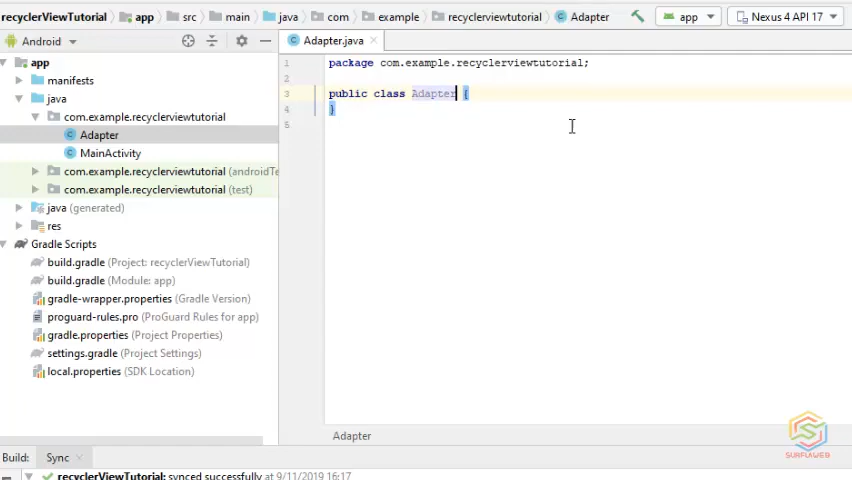 recyclerViewTutorial app src main java com example recyclerviewtutorial Adapter app Nexus 4 API 17
Android
Adapter.java
app
manifests
java
com.example.recyclerviewtutorial
Adapter
MainActivity
com.example.recyclerviewtutorial (androidTe
com.example.recyclerviewtutorial (test)
java (generated)
res
Gradle Scripts
build.gradle (Project: recyclerViewTutorial)
build.gradle (Module: app)
gradle-wrapper.properties (Gradle Version)
proguard-rules.pro (ProGuard Rules for app)
gradle.properties (Project Properties)
settings.gradle (Project Settings)
local.properties (SDK Location)
1 package com.example.recyclerviewtutorial;
2
3 public class Adapter {
4 }
5
Adapter
SURFLAWEB
Build: Sync
recyclerViewTutorial: synced successfully at 9/11/2019 16:17